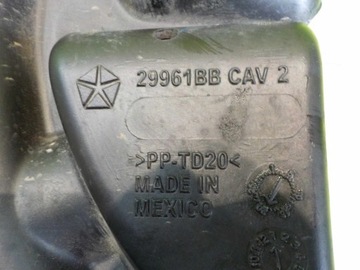 29961BB CAV 2
>PP-TD20<
MADE IN
MEXICO